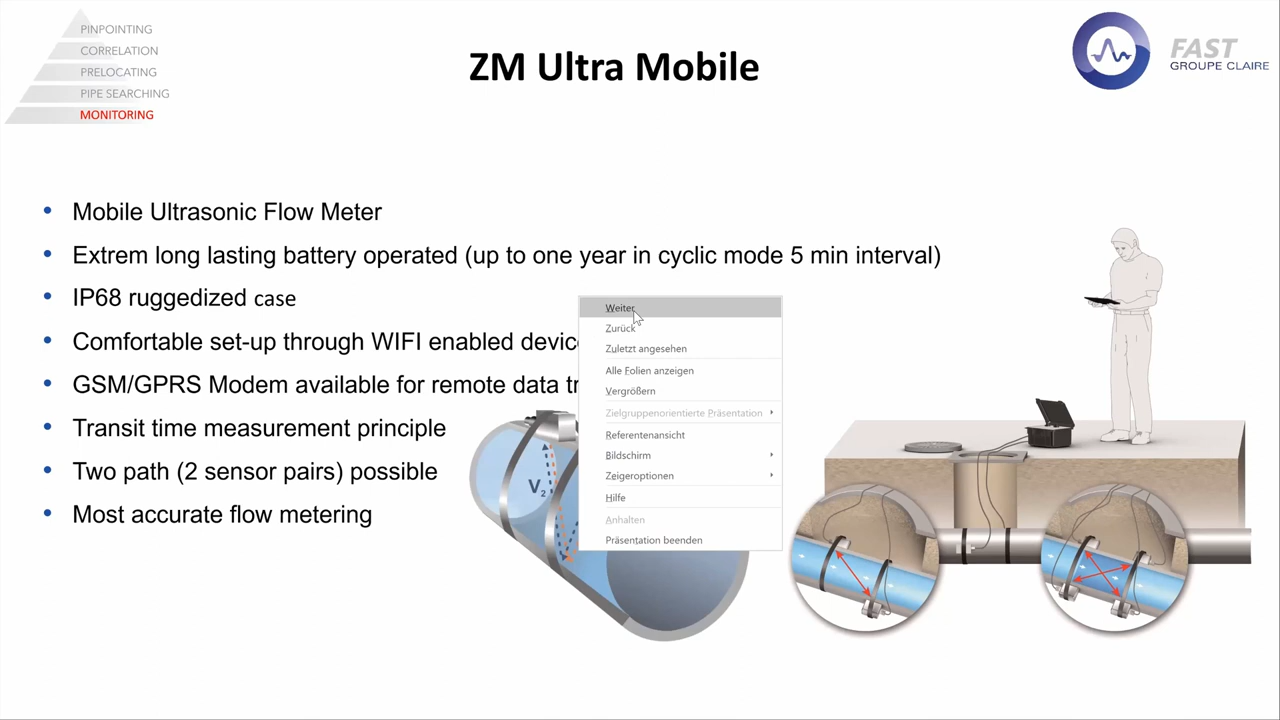 PINPOINTING
CORRELATION
PRELOCATING
PIPE SEARCHING
MONITORING
ZM Ultra Mobile
FAST
GROUPE CLAIRE
• Mobile Ultrasonic Flow Meter
• Extrem long lasting battery operated (up to one year in cyclic mode 5 min interval)
• IP68 ruggedized case
• Comfortable set-up through WIFI enabled
• GSM/GPRS Modem available for remote data
• Transit time measurement principle
• Two path (2 sensor pairs) possible
• Most accurate flow metering
V2
Weiter
Zurück
Zuletzt angesehen
Alle Folien anzeigen
Vergrößern
Zielgruppenorientierte Präsentation
Referentenansicht
Bildschirm
Zeigeroptionen
Hilfe
Anhalten
Präsentation beenden